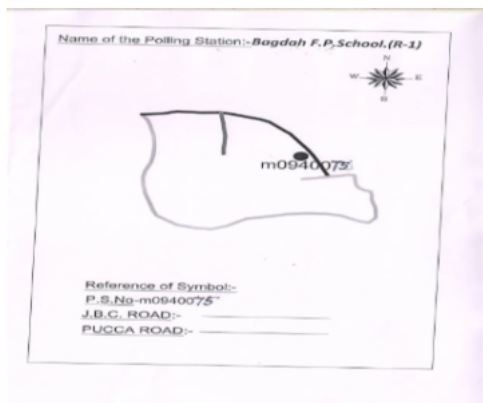 Name of the Polling Station:-Bagdah F.P.School.(R-1)
N
W E
S
m0940075
Reference of Symbol:-
P.S.No-m0940075
J.B.C. ROAD:-
PUCCA ROAD:-